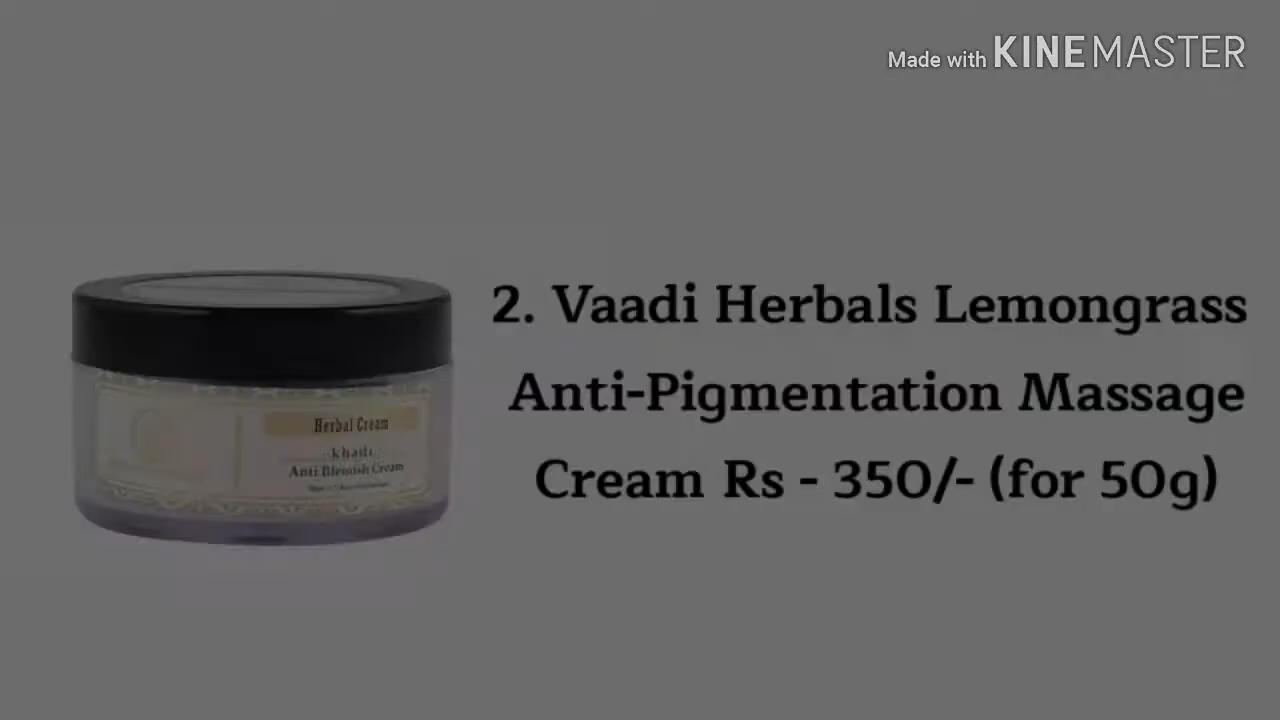 Made with KINEMASTER
2. Vaadi Herbals Lemongrass
Anti-Pigmentation Massage
Cream Rs - 350/- (for 50g)
Herbal Cream
khadi
Anti Blemish Cream